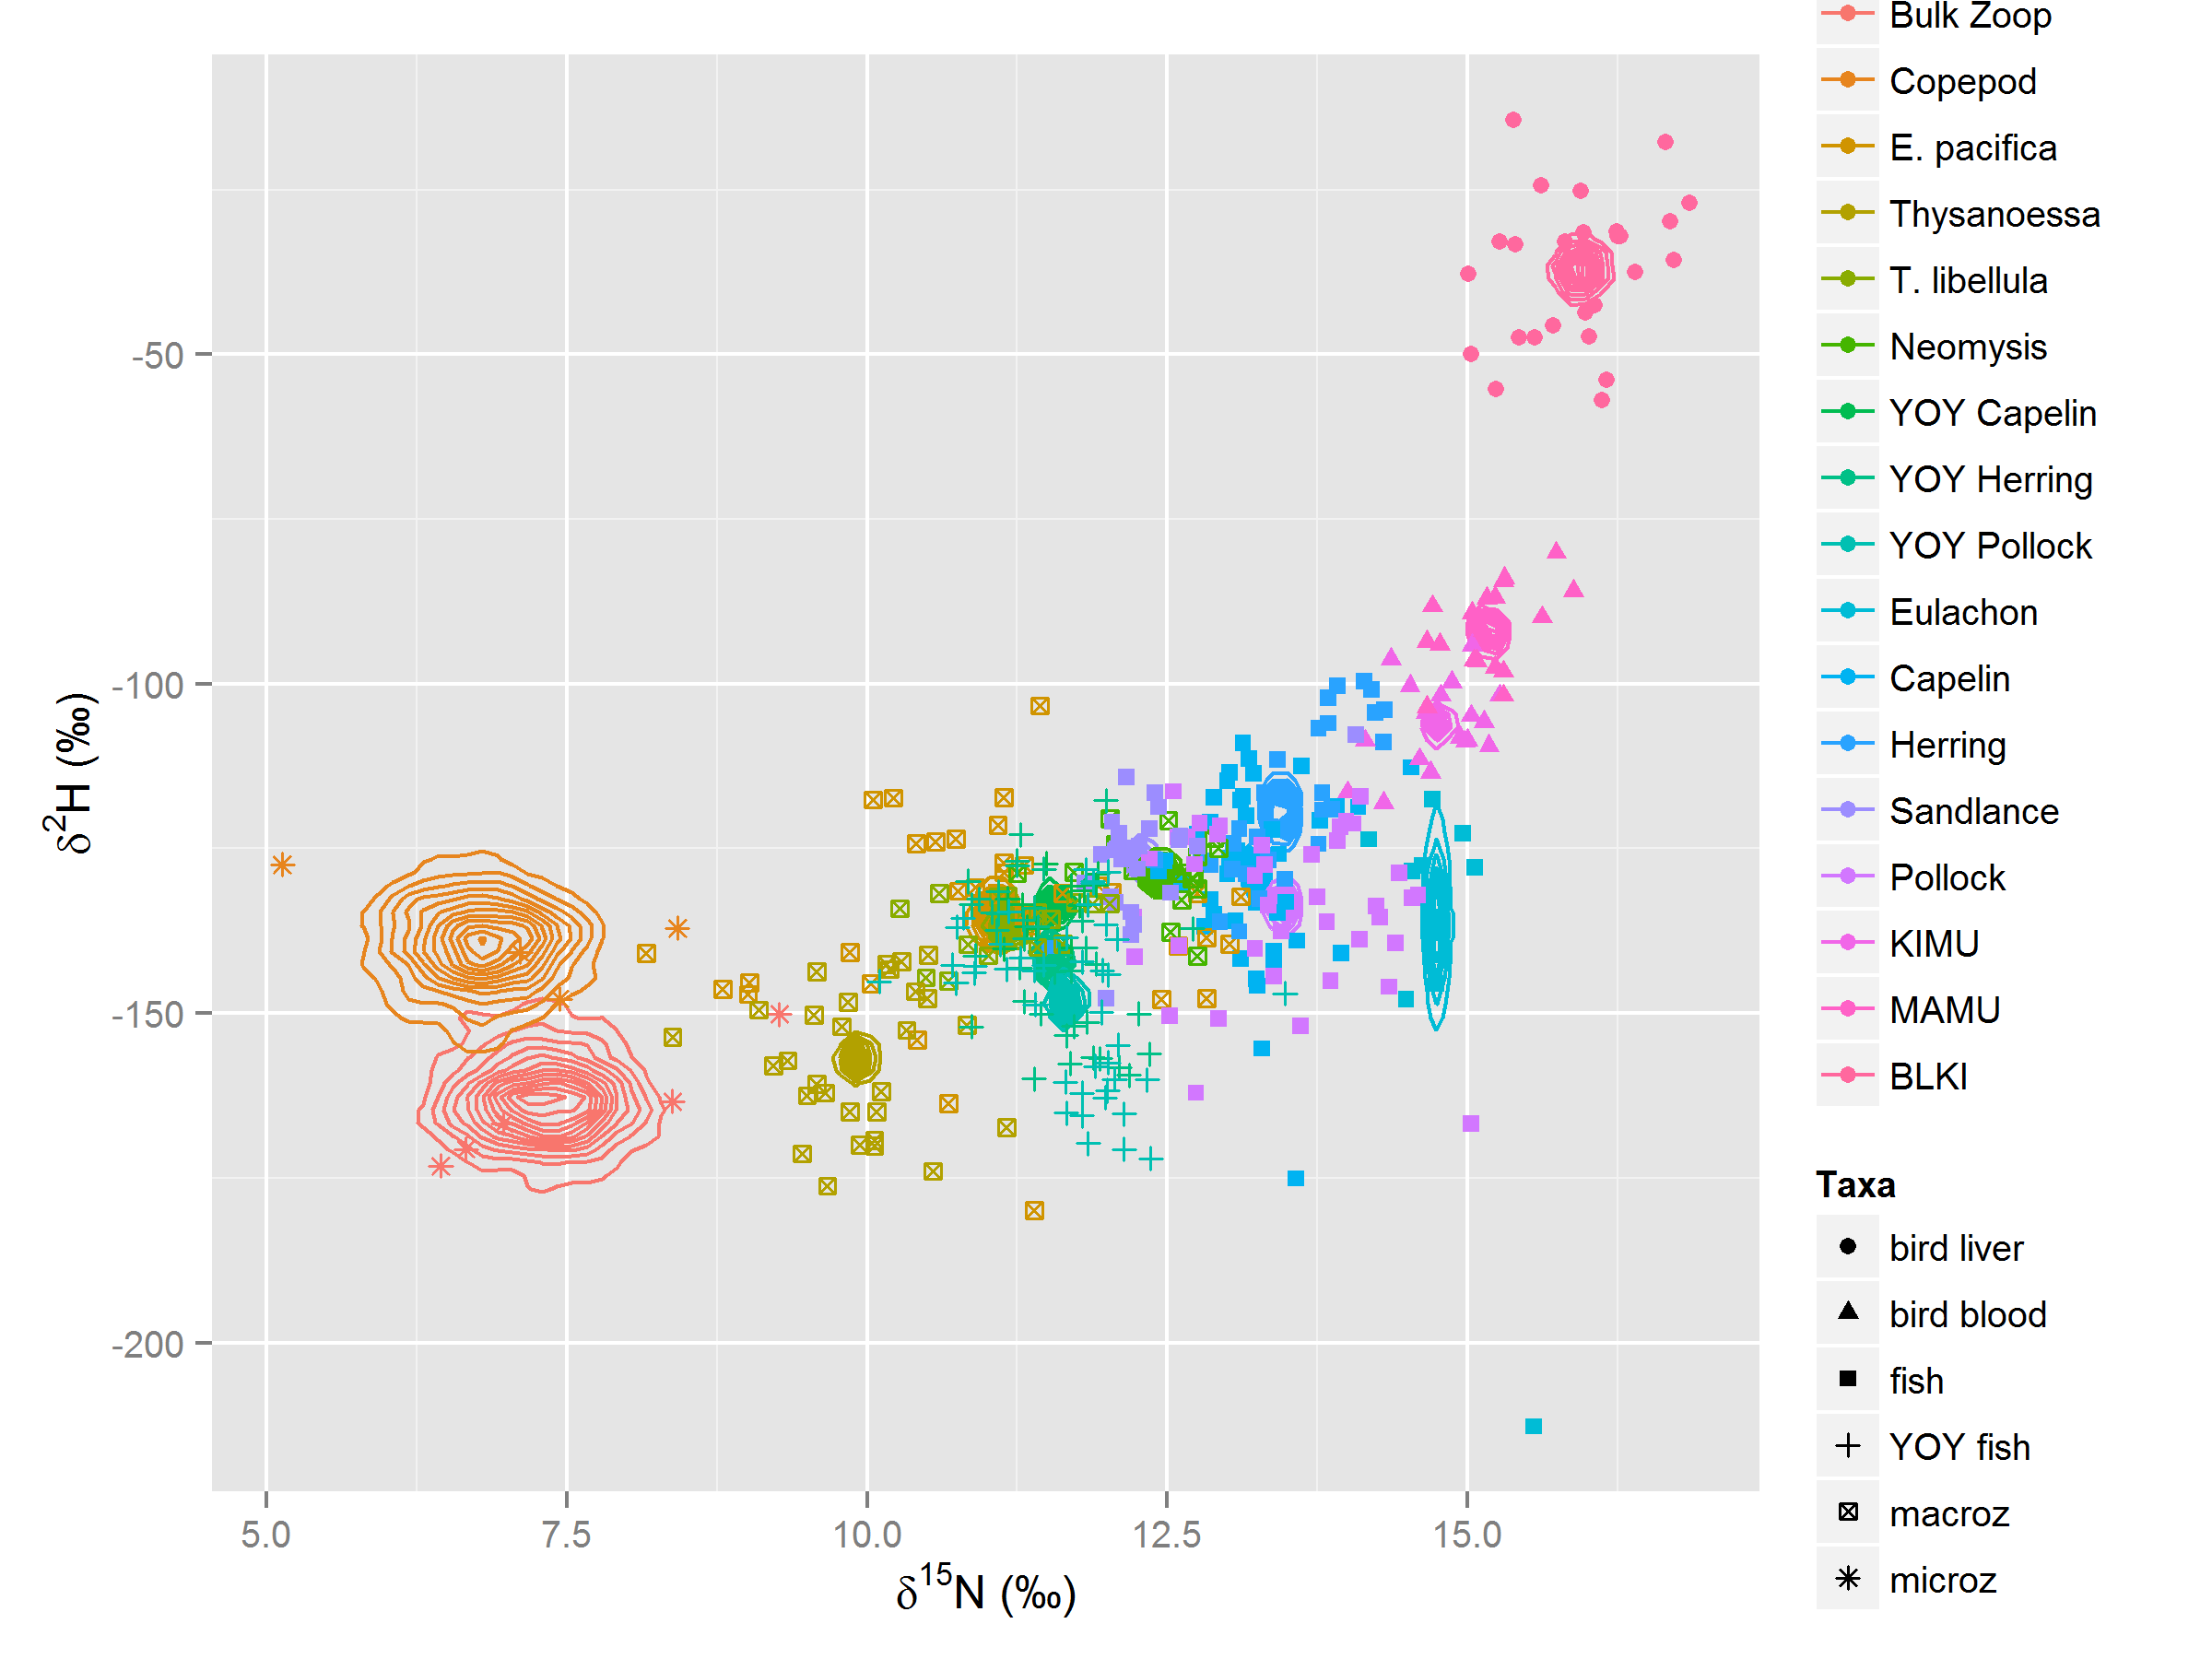 Bulk Zoop
Copepod
E. pacifica
Thysanoessa
T. libellula
Neomysis
YOY Capelin
YOY Herring
YOY Pollock
Eulachon
Capelin
Herring
Sandlance
Pollock
KIMU
MAMU
BLKI
Taxa
bird liver
bird blood
fish
YOY fish
macroz
microz
-50
-100
-150
-200
δ²H (‰)
5.0 7.5 10.0 12.5 15.0
δ¹⁵N (‰)